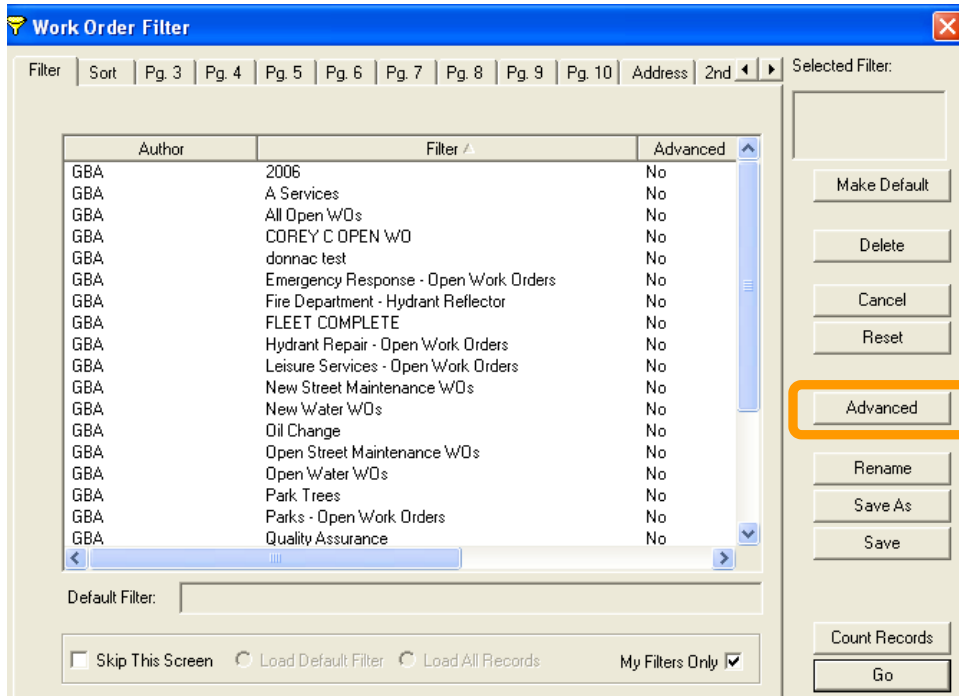 Work Order Filter
Filter Sort Pg. 3 Pg. 4 Pg. 5 Pg. 6 Pg. 7 Pg. 8 Pg. 9 Pg. 10 Address 2nd
Selected Filter:
Author Filter Advanced
GBA 2006 No
GBA A Services No
GBA All Open WOs No
GBA COREY C OPEN WO No
GBA donnac test No
GBA Emergency Response - Open Work Orders No
GBA Fire Department - Hydrant Reflector No
GBA FLEET COMPLETE No
GBA Hydrant Repair - Open Work Orders No
GBA Leisure Services - Open Work Orders No
GBA New Street Maintenance WOs No
GBA New Water WOs No
GBA Oil Change No
GBA Open Street Maintenance WOs No
GBA Open Water WOs No
GBA Park Trees No
GBA Parks - Open Work Orders No
GBA Quality Assurance No
Default Filter:
Skip This Screen Load Default Filter Load All Records My Filters Only
Make Default
Delete
Cancel
Reset
Advanced
Rename
Save As
Save
Count Records
Go